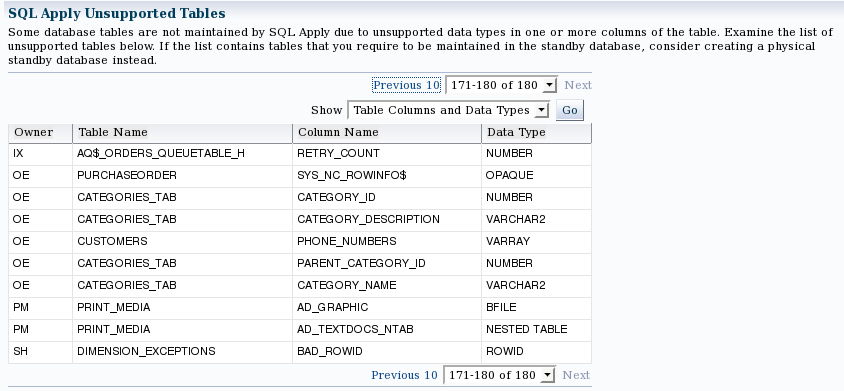 SQL Apply Unsupported Tables
Some database tables are not maintained by SQL Apply due to unsupported data types in one or more columns of the table. Examine the list of
unsupported tables below. If the list contains tables that you require to be maintained in the standby database, consider creating a physical
standby database instead.
Previous 10 171-180 of 180 Next
Show Table Columns and Data Types Go
Owner Table Name Column Name Data Type
IX AQ$_ORDERS_QUEUETABLE_H RETRY_COUNT NUMBER
OE PURCHASEORDER SYS_NC_ROWINFO$ OPAQUE
OE CATEGORIES_TAB CATEGORY_ID NUMBER
OE CATEGORIES_TAB CATEGORY_DESCRIPTION VARCHAR2
OE CUSTOMERS PHONE_NUMBERS VARRAY
OE CATEGORIES_TAB PARENT_CATEGORY_ID NUMBER
OE CATEGORIES_TAB CATEGORY_NAME VARCHAR2
PM PRINT_MEDIA AD_GRAPHIC BFILE
PM PRINT_MEDIA AD_TEXTDOCS_NTAB NESTED TABLE
SH DIMENSION_EXCEPTIONS BAD_ROWID ROWID
Previous 10 171-180 of 180 Next